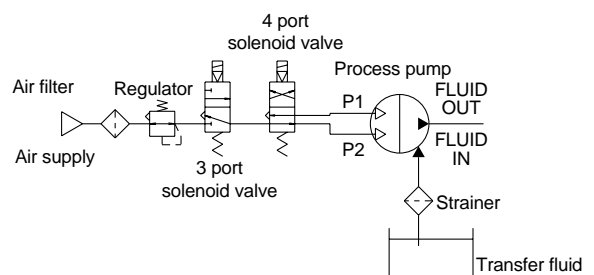 4 port
solenoid valve
Process pump
Air filter
Regulator
P1
FLUID
OUT
FLUID
IN
P2
Air supply
3 port
solenoid valve
Strainer
Transfer fluid